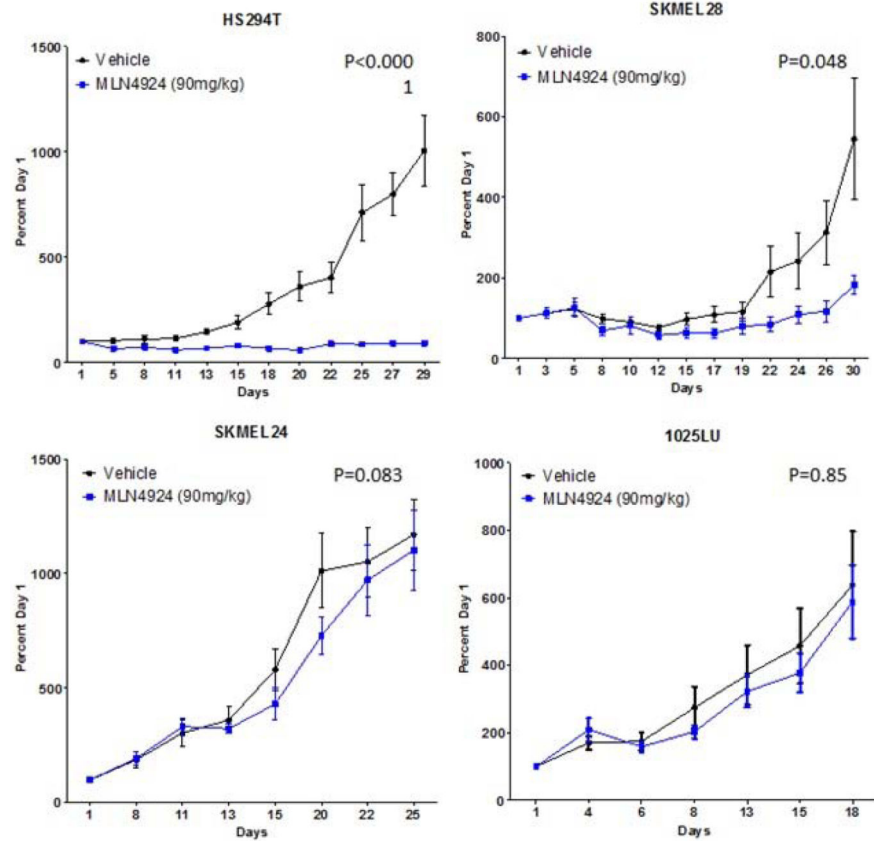 HS294T
1500
1000
500
0
Percent Day 1
Vehicle
MLN4924 (90mg/kg)
P<0.000
1
1 5 8 11 13 15 18 20 22 25 27 29
Days
SKMEL28
800
600
400
200
0
Percent Day 1
Vehicle
MLN4924 (90mg/kg)
P=0.048
1 3 5 8 10 12 15 17 19 22 24 26 30
Days
SKMEL24
1500
1000
500
0
Percent Day 1
Vehicle
MLN4924 (90mg/kg)
P=0.083
1 8 11 13 15 20 22 25
Days
1025LU
1000
800
600
400
200
0
Percent Day 1
Vehicle
MLN4924 (90mg/kg)
P=0.85
1 4 6 8 13 15 18
Days